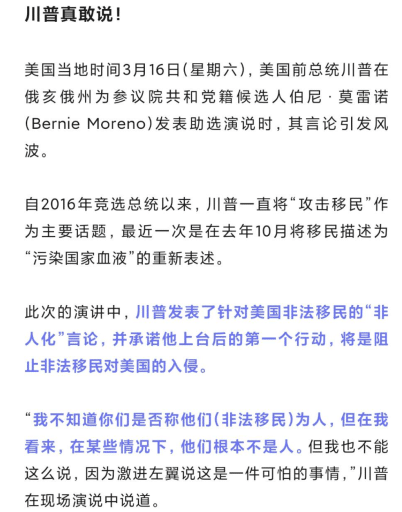 川普真敢说！
美国当地时间3月16日(星期六)，美国前总统川普在
俄亥俄州为参议院共和党籍候选人伯尼·莫雷诺
(Bernie Moreno)发表助选演说时，其言论引发风
波。
自2016年竞选总统以来，川普一直将“攻击移民”作
为主要话题，最近一次是在去年10月将移民描述为
“污染国家血液”的重新表述。
此次的演讲中，川普发表了针对美国非法移民的“非
人化”言论，并承诺他上台后的第一个行动，将是阻
止非法移民对美国的入侵。
“我不知道你们是否称他们(非法移民)为人，但在我
看来，在某些情况下，他们根本不是人。但我也不能
这么说，因为激进左翼说这是一件可怕的事情，”川普
在现场演说中说道。